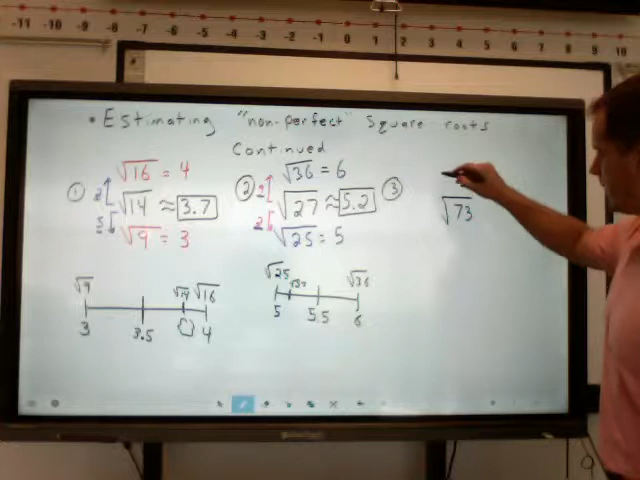 -11 -10 -9 -8 -7 -6 -5 -4 -3 -2 -1 0 1 2 3 4 5 6 7 8 9 10
• Estimating "non-perfect" Square roots
Continued
① √16 = 4
√14 ≈ 3.7
√9 = 3
② √36 = 6
√27 ≈ 5.2
2
√25 = 5
③ √73
√9 √14 √16
3 3.5 4
√25 √36
5 5.5 6